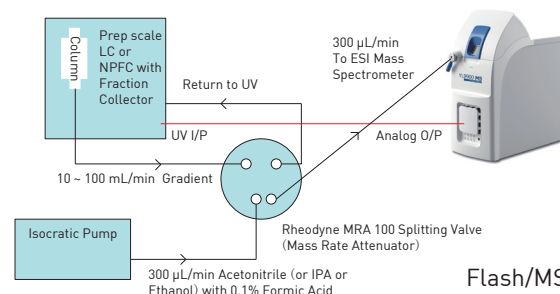 Column
Prep scale
LC or
NPFC with
Fraction
Collector
300 µL/min
To ESI Mass
Spectrometer
Return to UV
UV I/P
Analog O/P
10 ~ 100 mL/min Gradient
Isocratic Pump
Rheodyne MRA 100 Splitting Valve
(Mass Rate Attenuator)
300 µL/min Acetonitrile (or IPA or
Ethanol) with 0.1% Formic Acid
Flash/MS